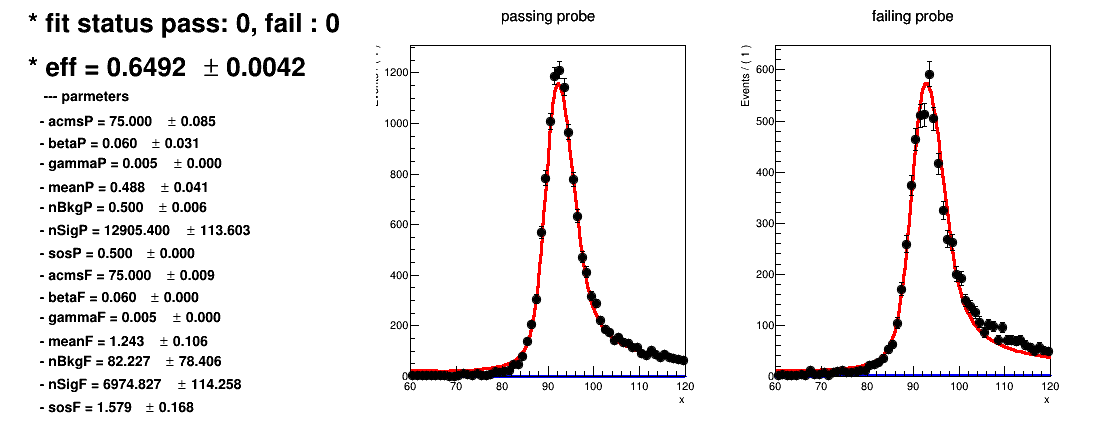 * fit status pass: 0, fail : 0
* eff = 0.6492 ± 0.0042
--- parmeters
- acmsP = 75.000 ± 0.085
- betaP = 0.060 ± 0.031
- gammaP = 0.005 ± 0.000
- meanP = 0.488 ± 0.041
- nBkgP = 0.500 ± 0.006
- nSigP = 12905.400 ± 113.603
- sosP = 0.500 ± 0.000
- acmsF = 75.000 ± 0.009
- betaF = 0.060 ± 0.000
- gammaF = 0.005 ± 0.000
- meanF = 1.243 ± 0.106
- nBkgF = 82.227 ± 78.406
- nSigF = 6974.827 ± 114.258
- sosF = 1.579 ± 0.168
passing probe
1200
1000
800
600
400
200
0
60 70 80 90 100 110 120
x
failing probe
Events / ( 1 )
600
500
400
300
200
100
0
60 70 80 90 100 110 120
x